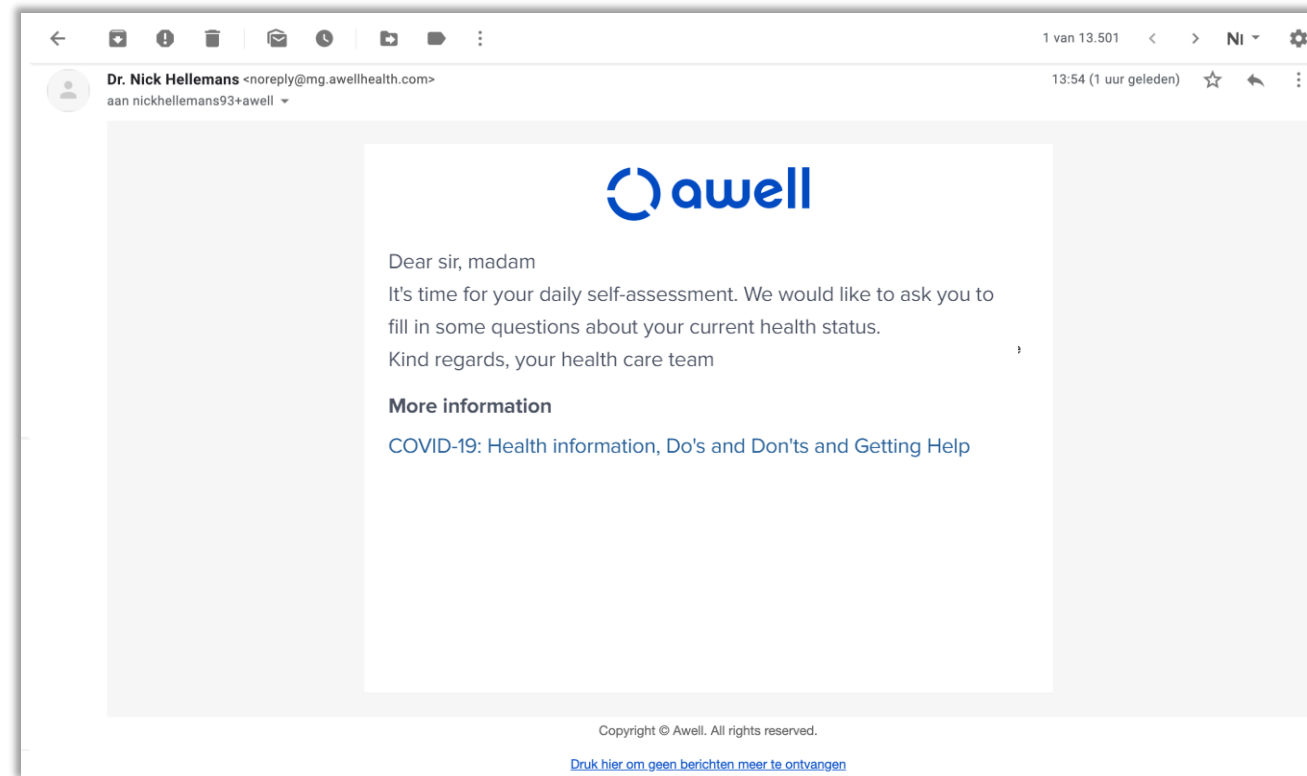 1 van 13.501
Dr. Nick Hellemans <noreply@mg.awellhealth.com>
13:54 (1 uur geleden)
aan nickhellemans93+awell
awell
Dear sir, madam
It's time for your daily self-assessment. We would like to ask you to
fill in some questions about your current health status.
Kind regards, your health care team
More information
COVID-19: Health information, Do's and Don'ts and Getting Help
Copyright © Awell. All rights reserved.
Druk hier om geen berichten meer te ontvangen